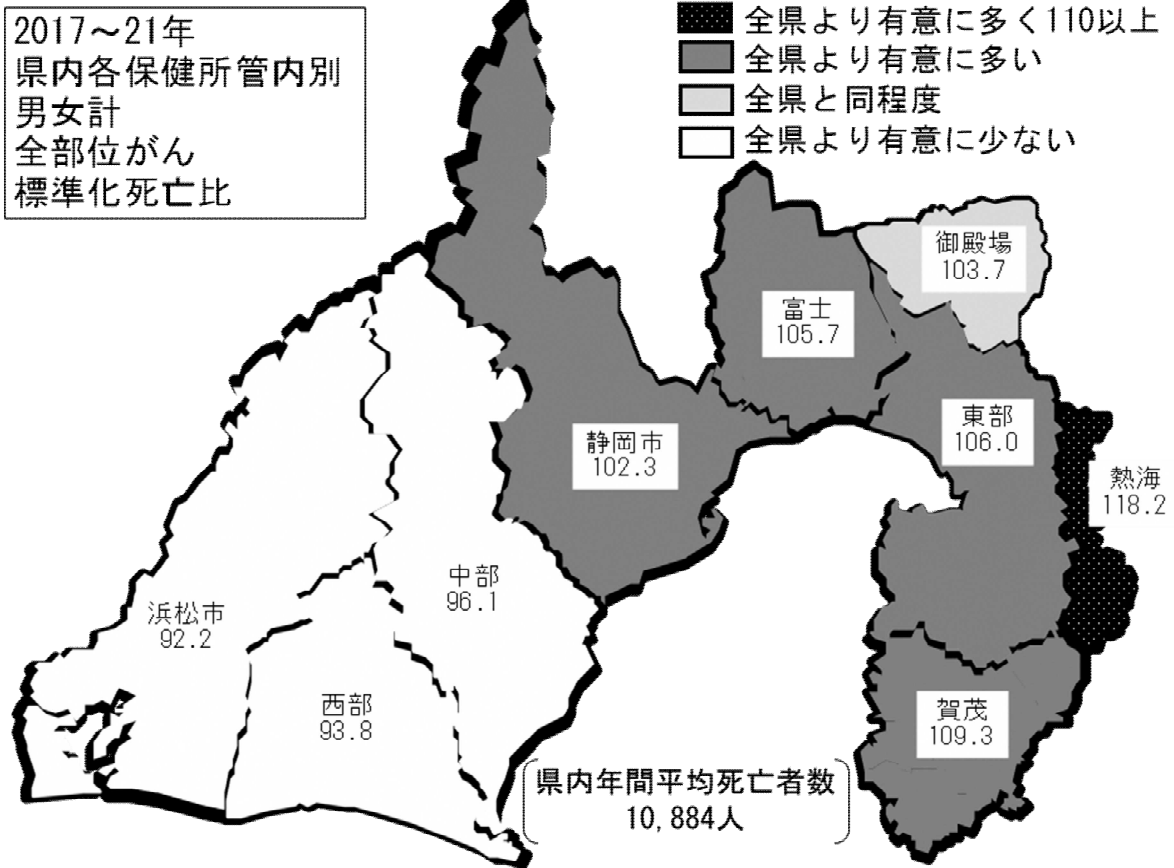 2017～21年
県内各保健所管内別
男女計
全部位がん
標準化死亡比
全県より有意に多く110以上
全県より有意に多い
全県と同程度
全県より有意に少ない
御殿場
103.7
富士
105.7
東部
106.0
静岡市
102.3
熱海
118.2
中部
96.1
浜松市
92.2
西部
93.8
賀茂
109.3
県内年間平均死亡者数
10,884人